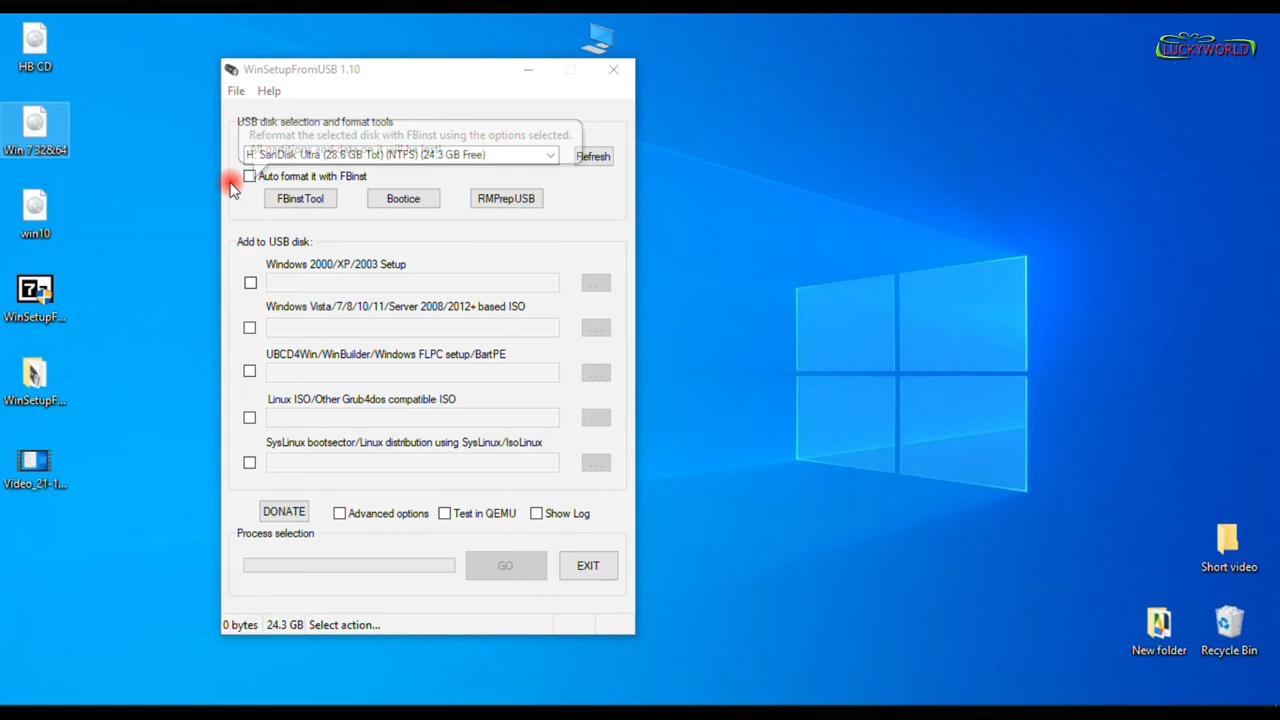 HB CD
Win 7 32&64
win10
WinSetupF...
WinSetupF...
Video_21-1...
WinSetupFromUSB 1.10
File Help
USB disk selection and format tools
Reformat the selected disk with FBinst using the options selected.
H: SanDisk Ultra (28.6 GB Tot) (NTFS) (24.3 GB Free)
Refresh
Auto format it with FBinst
FBinstTool Bootice RMPrepUSB
Add to USB disk:
Windows 2000/XP/2003 Setup
...
Windows Vista/7/8/10/11/Server 2008/2012+ based ISO
...
UBCD4Win/WinBuilder/Windows FLPC setup/BartPE
...
Linux ISO/Other Grub4dos compatible ISO
...
SysLinux bootsector/Linux distribution using SysLinux/IsoLinux
...
DONATE Advanced options Test in QEMU Show Log
Process selection
GO EXIT
0 bytes 24.3 GB Select action...
LUCKYWORLD
Short video
New folder
Recycle Bin